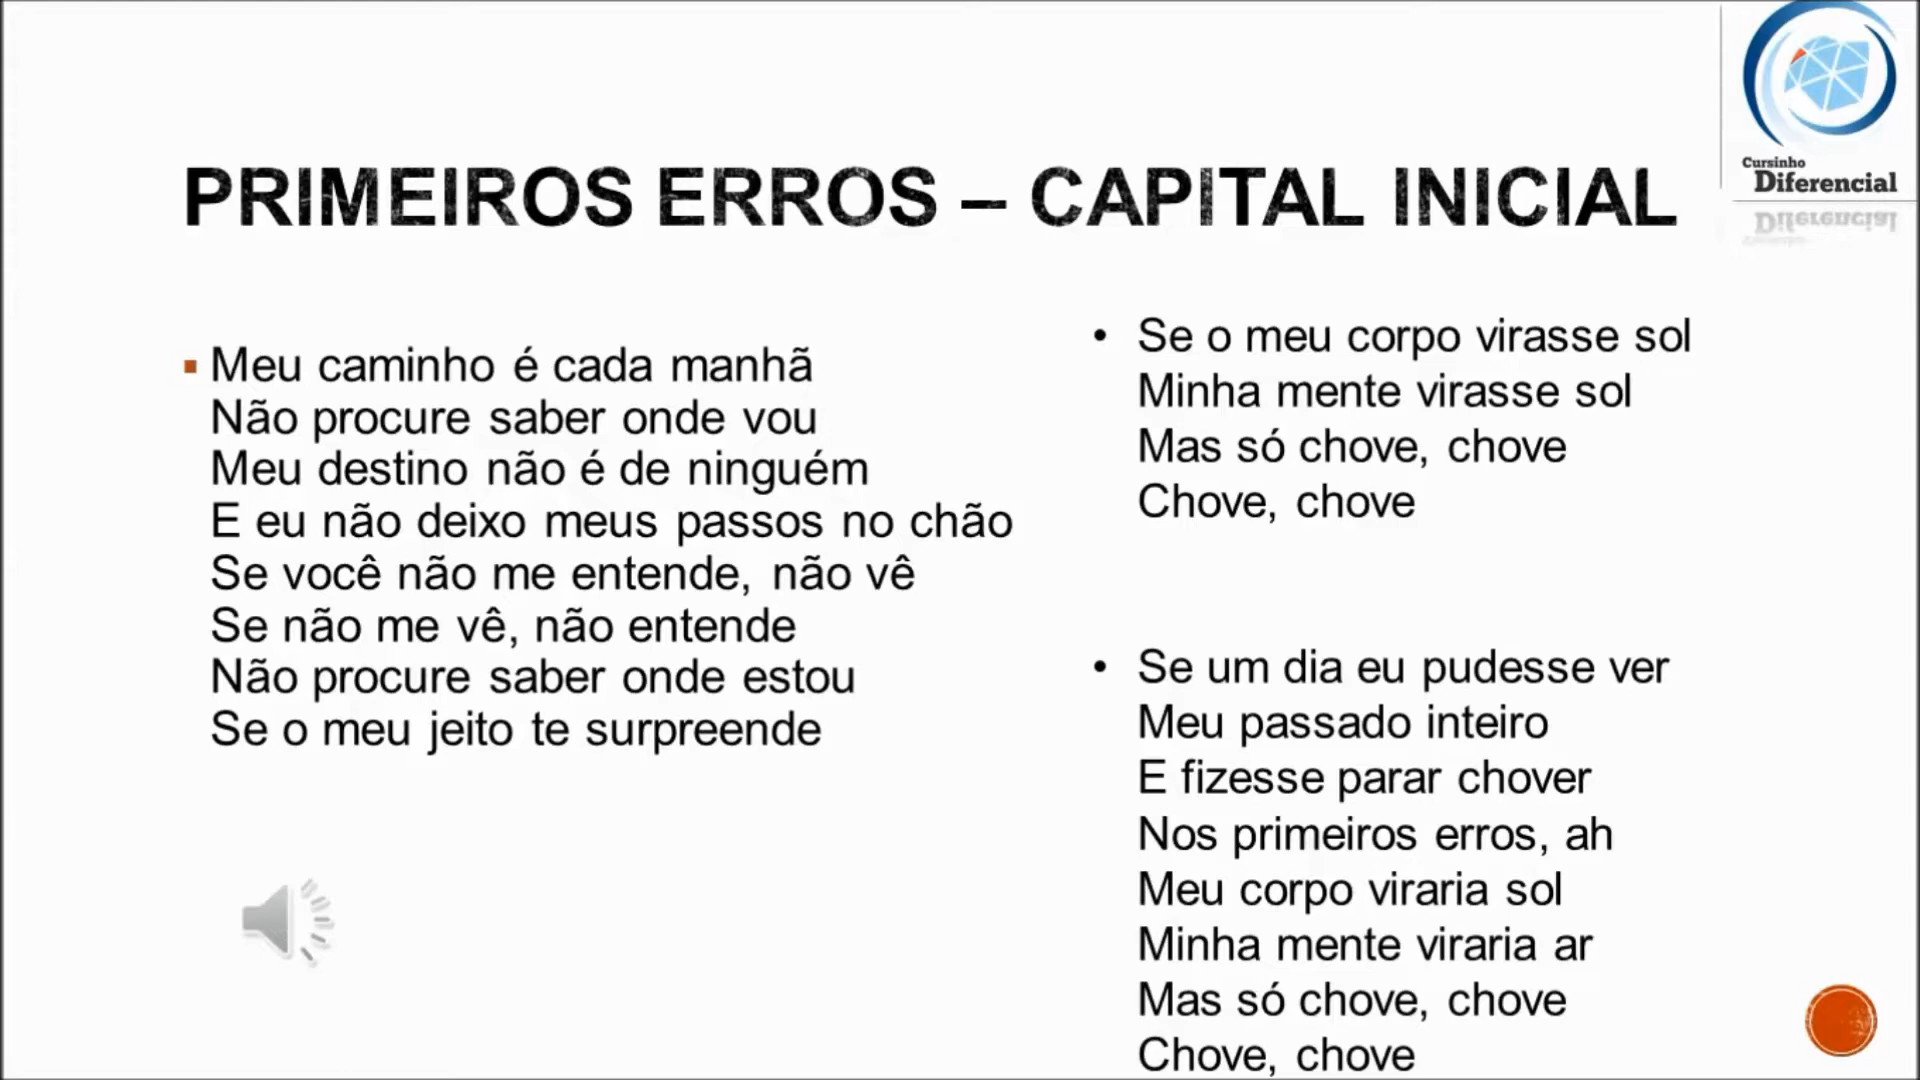 Cursinho
Diferencial
PRIMEIROS ERROS – CAPITAL INICIAL
Meu caminho é cada manhã
Não procure saber onde vou
Meu destino não é de ninguém
E eu não deixo meus passos no chão
Se você não me entende, não vê
Se não me vê, não entende
Não procure saber onde estou
Se o meu jeito te surpreende
Se o meu corpo virasse sol
Minha mente virasse sol
Mas só chove, chove
Chove, chove
Se um dia eu pudesse ver
Meu passado inteiro
E fizesse parar chover
Nos primeiros erros, ah
Meu corpo viraria sol
Minha mente viraria ar
Mas só chove, chove
Chove, chove